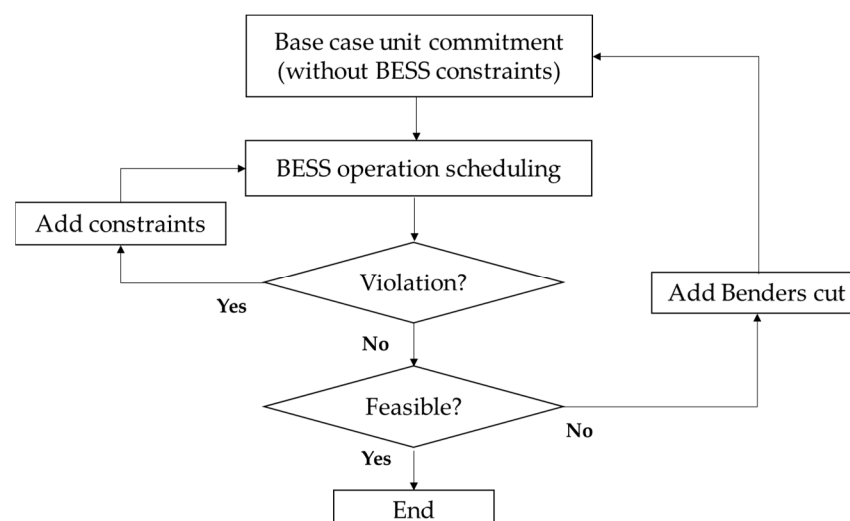 Base case unit commitment
(without BESS constraints)
BESS operation scheduling
Add constraints
Violation?
Yes
Add Benders cut
No
Feasible?
No
Yes
End